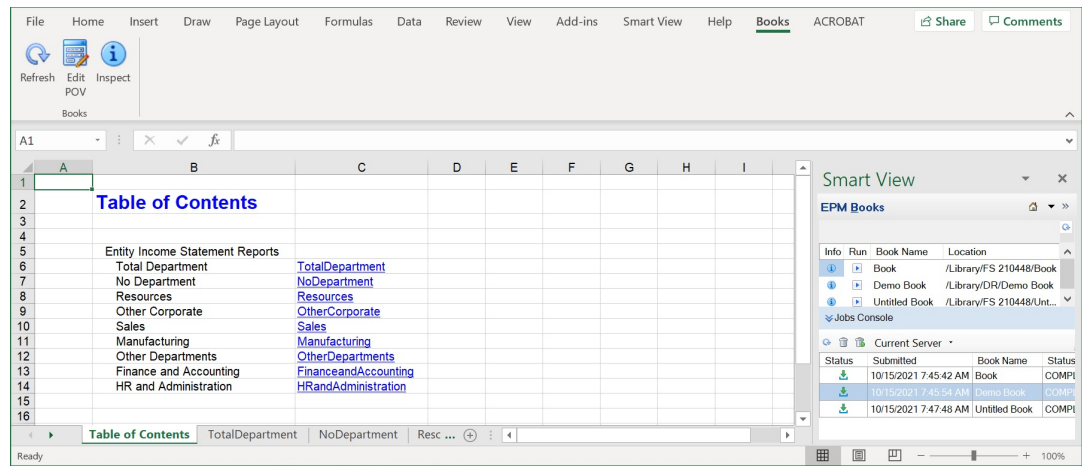 File Home Insert Draw Page Layout Formulas Data Review View Add-ins Smart View Help Books ACROBAT Share Comments
Refresh Edit POV Inspect
Books
A1 fx
A B C D E F G H I
1
2 Table of Contents
3
4
5 Entity Income Statement Reports
6 Total Department TotalDepartment
7 No Department NoDepartment
8 Resources Resources
9 Other Corporate OtherCorporate
10 Sales Sales
11 Manufacturing Manufacturing
12 Other Departments OtherDepartments
13 Finance and Accounting FinanceandAccounting
14 HR and Administration HRandAdministration
15
16
Table of Contents TotalDepartment NoDepartment Resc ...
Ready
Smart View
EPM Books
Info Run Book Name Location
Book /Library/FS 210448/Book
Demo Book /Library/DR/Demo Book
Untitled Book /Library/FS 210448/Unt...
Jobs Console
Current Server
Status Submitted Book Name Status
10/15/2021 7:45:42 AM Book COMPL
10/15/2021 7:45:54 AM Demo Book COMPL
10/15/2021 7:47:48 AM Untitled Book COMPL
100%